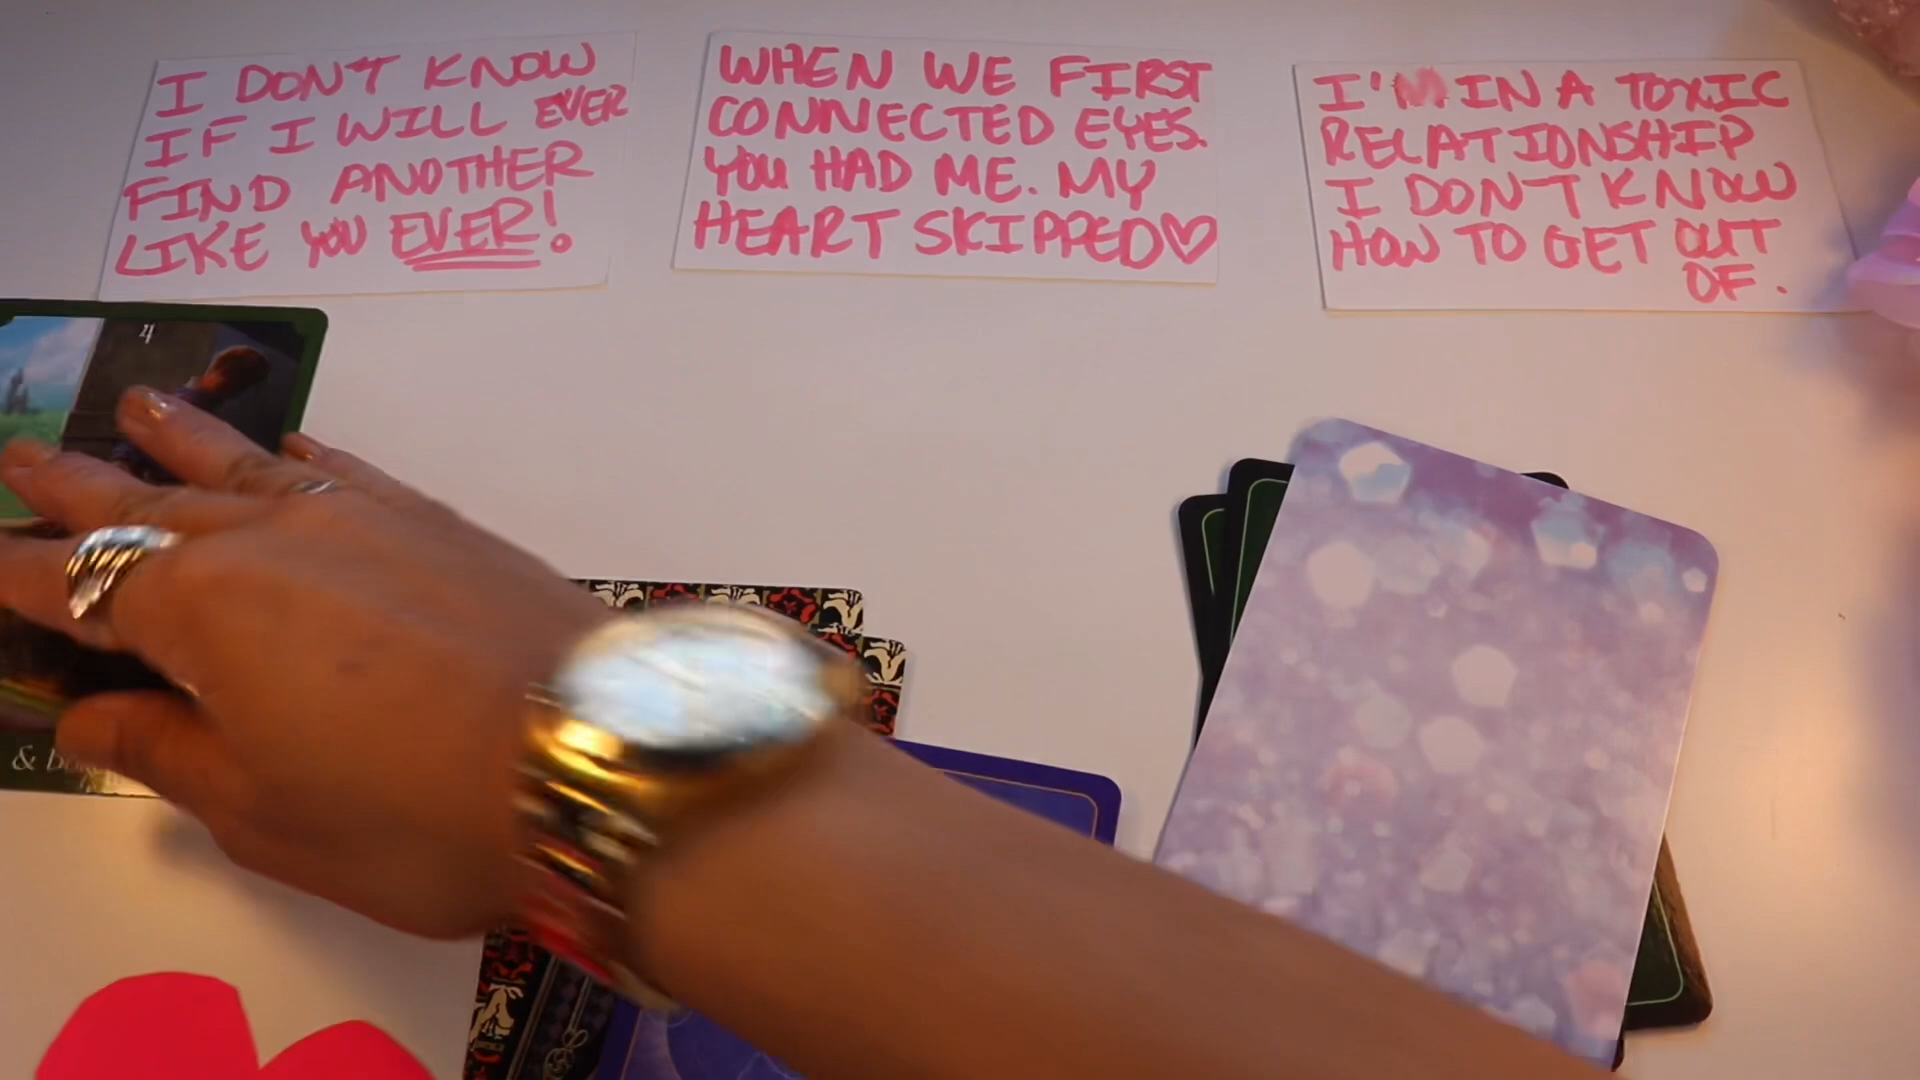 I DON'T KNOW
IF I WILL EVER
FIND ANOTHER
LIKE YOU EVER!
WHEN WE FIRST
CONNECTED EYES.
YOU HAD ME. MY
HEART SKIPPED♡
I'M IN A TOXIC
RELATIONSHIP
I DON'T KNOW
HOW TO GET OUT
OF.
4
&